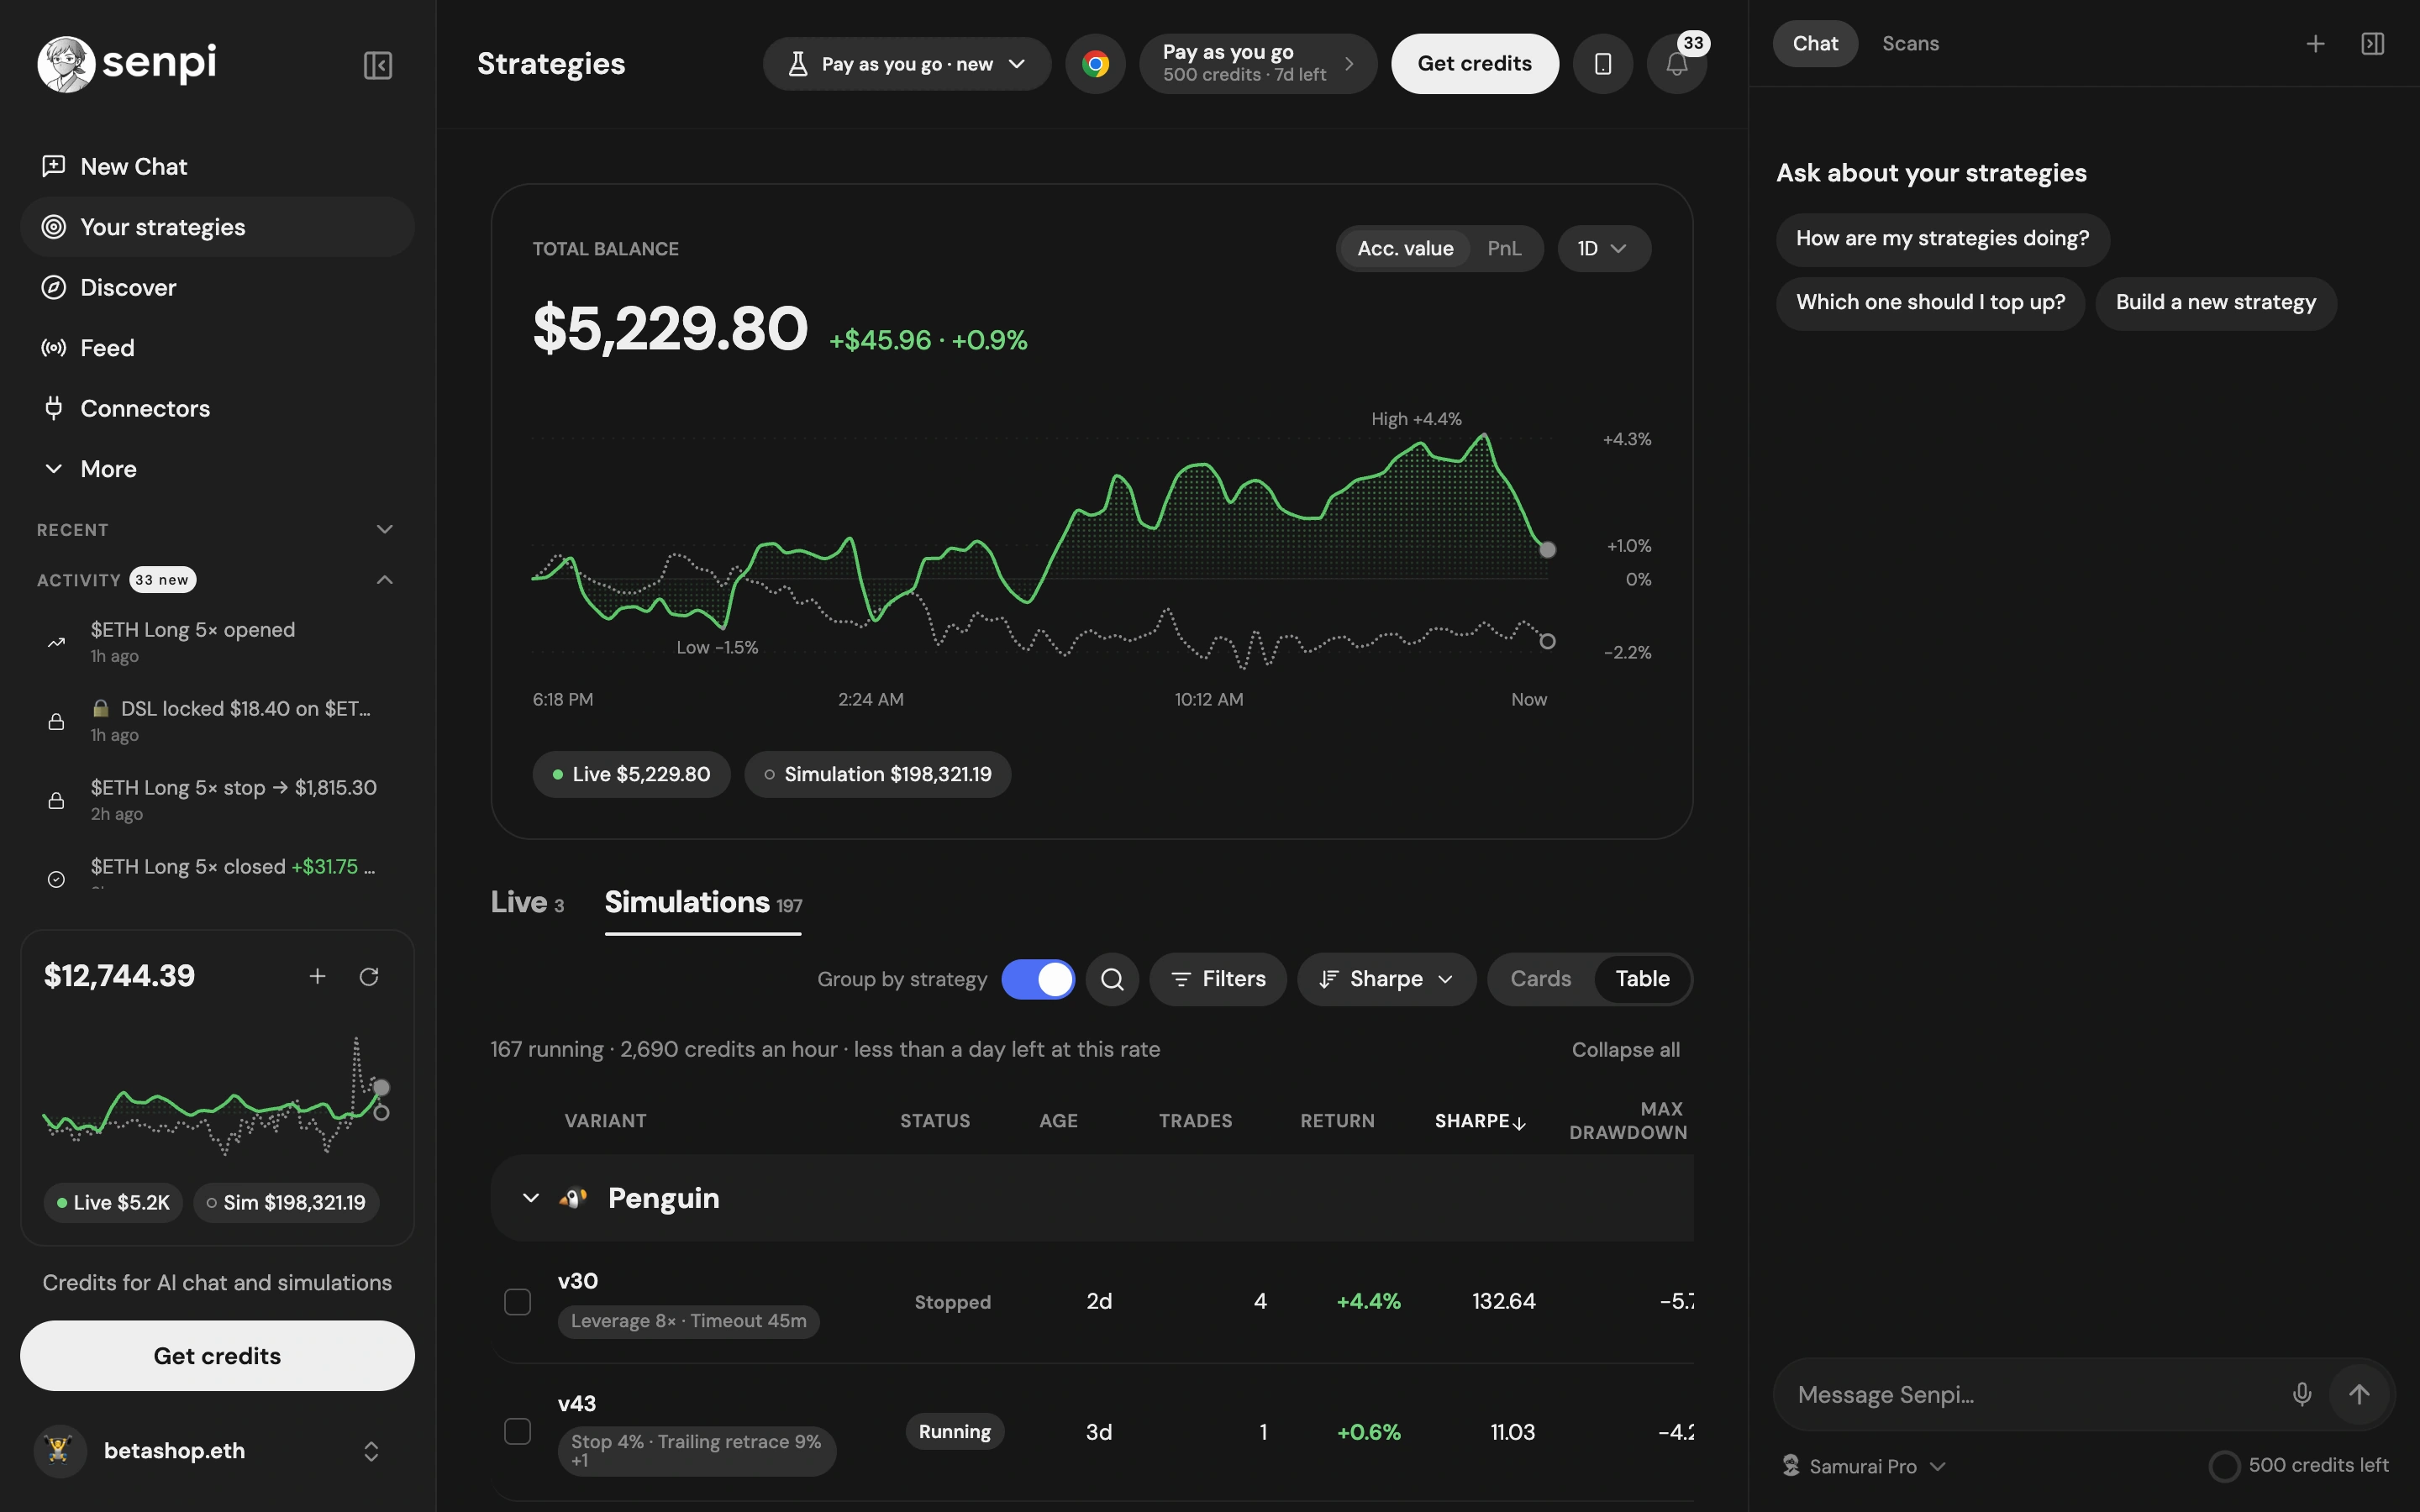 senpi
New Chat
Your strategies
Discover
Feed
Connectors
More
RECENT
ACTIVITY 33 new
$ETH Long 5× opened
1h ago
🔒 DSL locked $18.40 on $ET...
1h ago
$ETH Long 5× stop → $1,815.30
2h ago
$ETH Long 5× closed +$31.75 ...
$12,744.39
Live $5.2K
Sim $198,321.19
Credits for AI chat and simulations
Get credits
betashop.eth
Strategies
Pay as you go · new
Pay as you go
500 credits · 7d left
Get credits
33
TOTAL BALANCE
Acc. value
PnL
1D
$5,229.80 +$45.96 · +0.9%
High +4.4%
+4.3%
+1.0%
0%
Low −1.5%
−2.2%
6:18 PM
2:24 AM
10:12 AM
Now
Live $5,229.80
Simulation $198,321.19
Live 3
Simulations 197
Group by strategy
Filters
Sharpe
Cards
Table
167 running · 2,690 credits an hour · less than a day left at this rate
Collapse all
VARIANT STATUS AGE TRADES RETURN SHARPE↓ MAX
DRAWDOWN
Penguin
v30
Leverage 8× · Timeout 45m
Stopped 2d 4 +4.4% 132.64
v43
Stop 4% · Trailing retrace 9%
+1
Running 3d 1 +0.6% 11.03
Chat
Scans
Ask about your strategies
How are my strategies doing?
Which one should I top up?
Build a new strategy
Message Senpi...
Samurai Pro
500 credits left